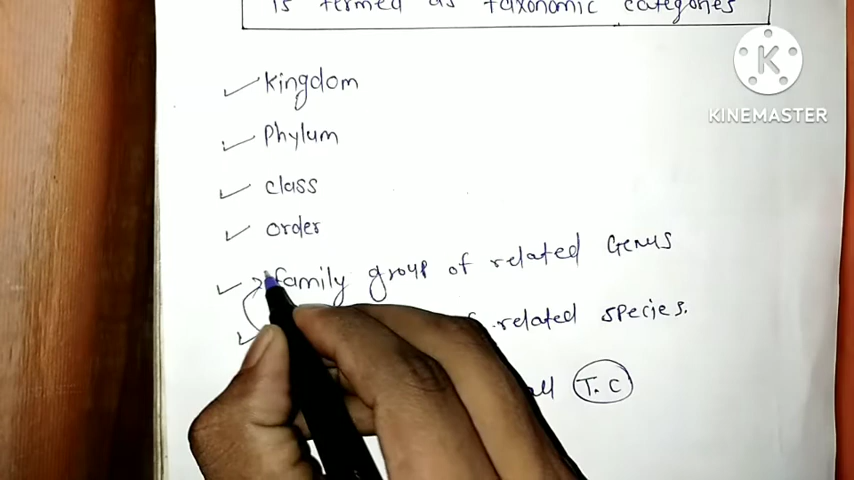 is termed as taxonomic categories
Kingdom
Phylum
class
order
family group of related Genus
related species.
T.C
K
KINEMASTER